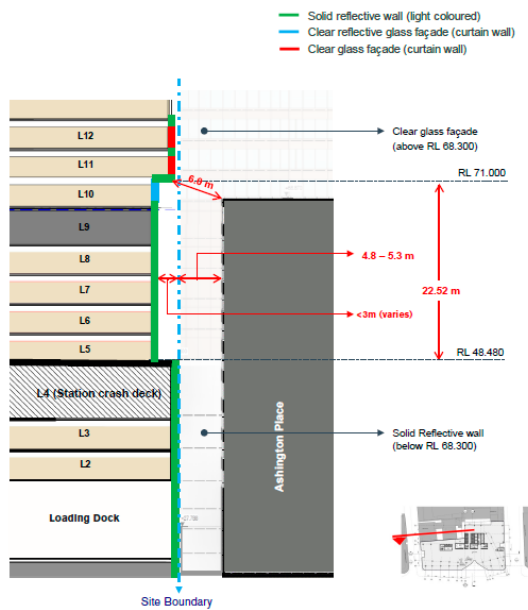 Solid reflective wall (light coloured)
Clear reflective glass façade (curtain wall)
Clear glass façade (curtain wall)
L12
Clear glass façade
(above RL 68.300)
L11
RL 71.000
6.0 m
L10
L9
L8
4.8 – 5.3 m
L7
22.52 m
L6
<3m (varies)
L5
RL 48.480
L4 (Station crash deck)
Ashington Place
L3
Solid Reflective wall
(below RL 68.300)
L2
Loading Dock
Site Boundary